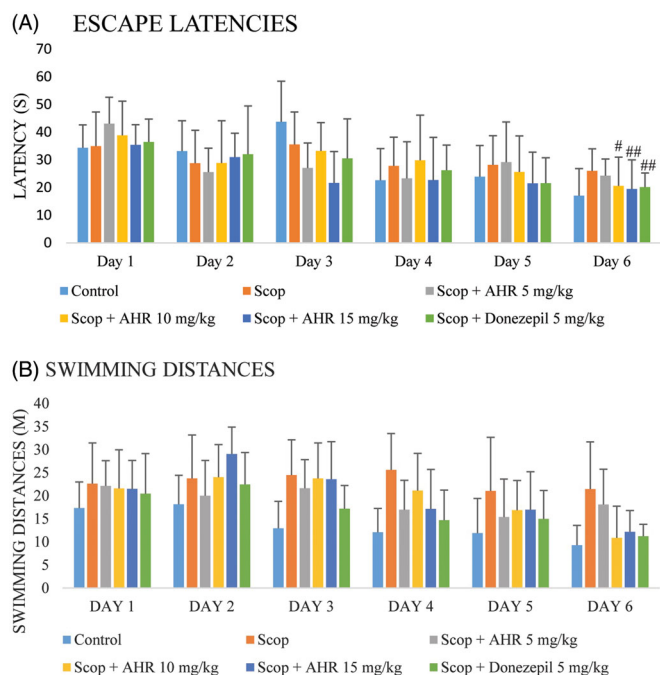 (A) ESCAPE LATENCIES
70
60
50
40
30
20
10
0
LATENCY (S)
# ## ##
Day 1 Day 2 Day 3 Day 4 Day 5 Day 6
Control Scop Scop + AHR 5 mg/kg
Scop + AHR 10 mg/kg Scop + AHR 15 mg/kg Scop + Donezepil 5 mg/kg
(B) SWIMMING DISTANCES
40
35
30
25
20
15
10
5
0
SWIMMING DISTANCES (M)
DAY 1 DAY 2 DAY 3 DAY 4 DAY 5 DAY 6
Control Scop Scop + AHR 5 mg/kg
Scop + AHR 10 mg/kg Scop + AHR 15 mg/kg Scop + Donezepil 5 mg/kg